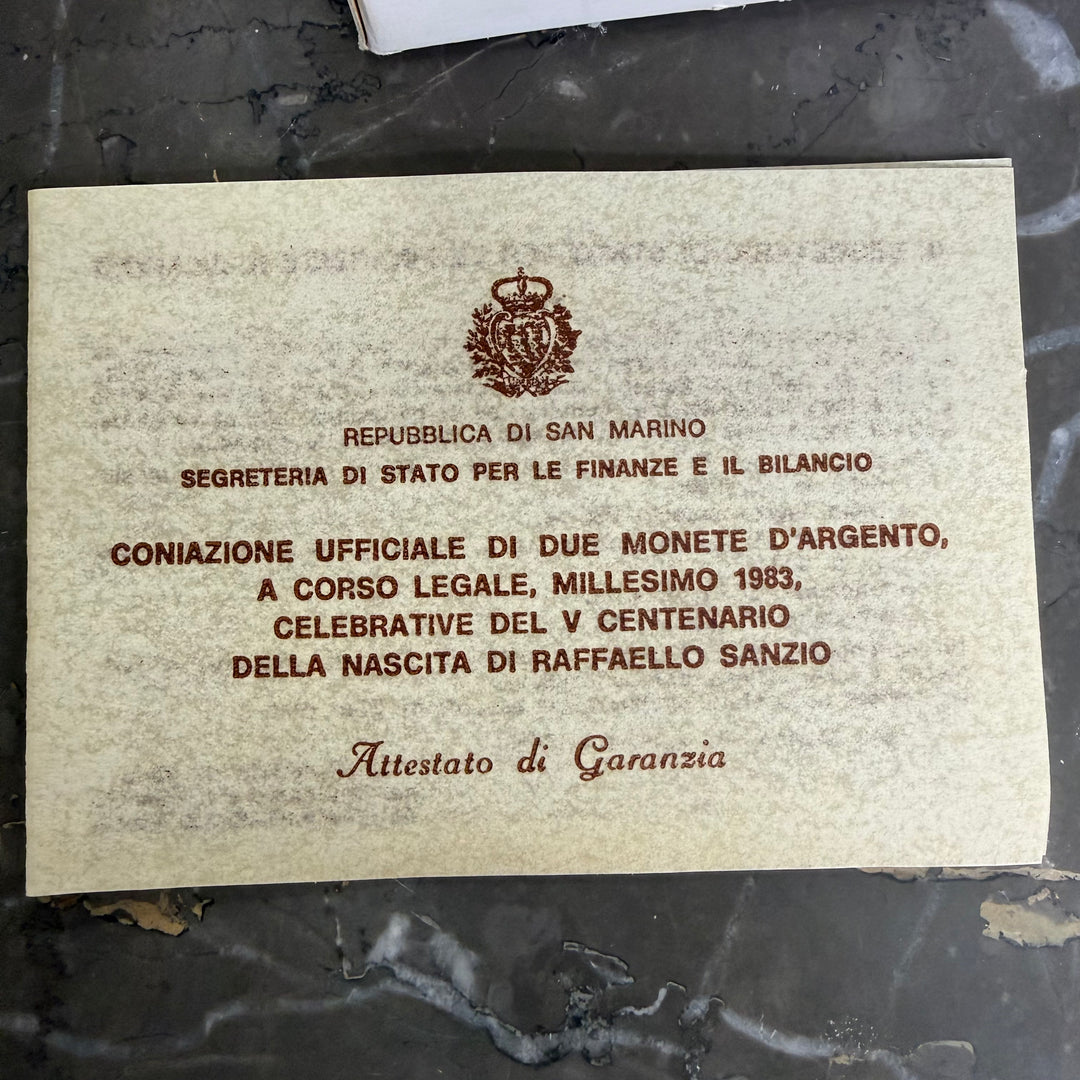 REPUBBLICA DI SAN MARINO
SEGRETERIA DI STATO PER LE FINANZE E IL BILANCIO
CONIAZIONE UFFICIALE DI DUE MONETE D'ARGENTO,
A CORSO LEGALE, MILLESIMO 1983,
CELEBRATIVE DEL V CENTENARIO
DELLA NASCITA DI RAFFAELLO SANZIO
Attestato di Garanzia